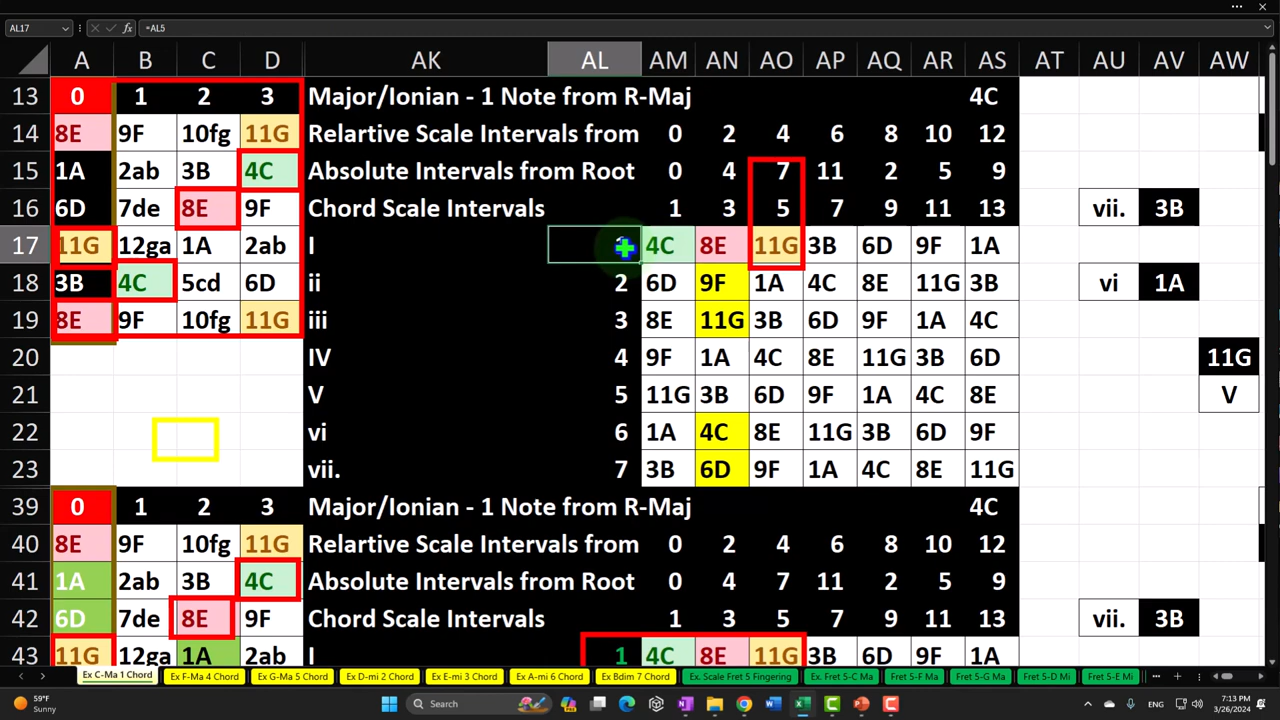 AL17 fx =AL5
A B C D AK AL AM AN AO AP AQ AR AS AT AU AV AW
13 0 1 2 3 Major/Ionian - 1 Note from R-Maj 4C
14 8E 9F 10fg 11G Relartive Scale Intervals from 0 2 4 6 8 10 12
15 1A 2ab 3B 4C Absolute Intervals from Root 0 4 7 11 2 5 9
16 6D 7de 8E 9F Chord Scale Intervals 1 3 5 7 9 11 13 vii. 3B
17 11G 12ga 1A 2ab I 4C 8E 11G 3B 6D 9F 1A
18 3B 4C 5cd 6D ii 2 6D 9F 1A 4C 8E 11G 3B vi 1A
19 8E 9F 10fg 11G iii 3 8E 11G 3B 6D 9F 1A 4C
20 IV 4 9F 1A 4C 8E 11G 3B 6D 11G
21 V 5 11G 3B 6D 9F 1A 4C 8E V
22 vi 6 1A 4C 8E 11G 3B 6D 9F
23 vii. 7 3B 6D 9F 1A 4C 8E 11G
39 0 1 2 3 Major/Ionian - 1 Note from R-Maj 4C
40 8E 9F 10fg 11G Relartive Scale Intervals from 0 2 4 6 8 10 12
41 1A 2ab 3B 4C Absolute Intervals from Root 0 4 7 11 2 5 9
42 6D 7de 8E 9F Chord Scale Intervals 1 3 5 7 9 11 13 vii. 3B
43 11G 12ga 1A 2ab I 1 4C 8E 11G 3B 6D 9F 1A
Ex C-Ma 1 Chord Ex F-Ma 4 Chord Ex G-Ma 5 Chord Ex D-mi 2 Chord Ex E-mi 3 Chord Ex A-mi 6 Chord Ex Bdim 7 Chord Ex. Scale Fret 5 Fingering Ex. Fret 5-C Ma Fret 5-F Ma Fret 5-G Ma Fret 5-D Mi Fret 5-E Mi
59°F
Sunny
Search
ENG
7:13 PM
3/26/2024